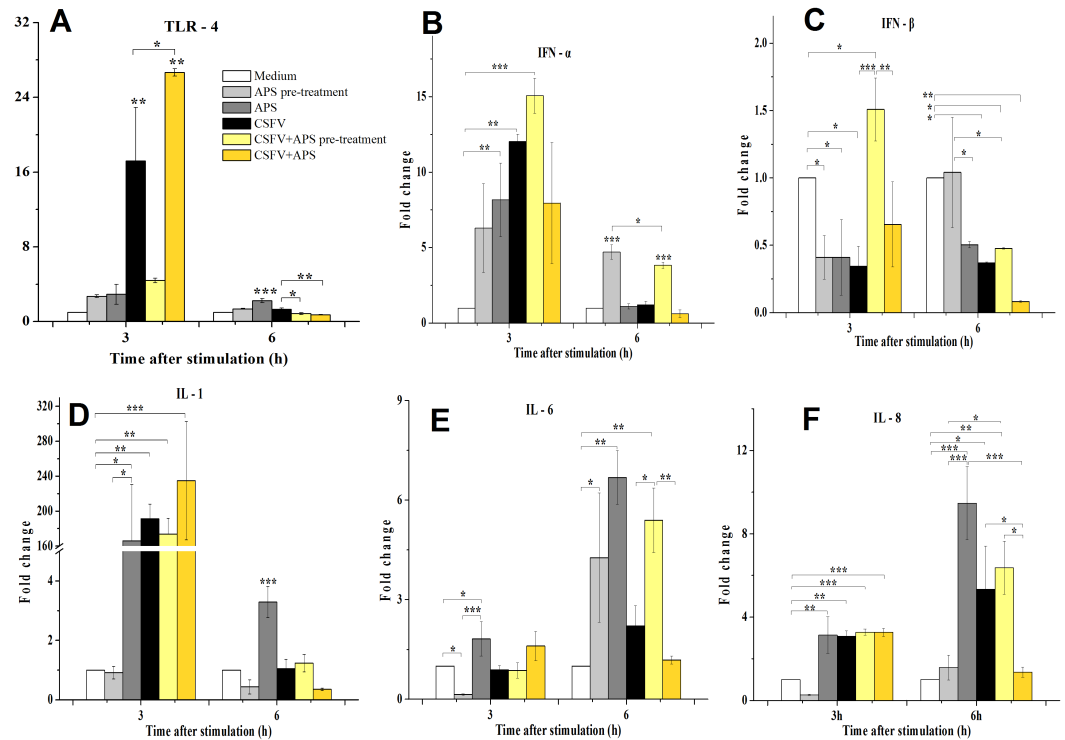 A
TLR - 4
32
24
16
8
0
**
*
**
***
*
**
Medium
APS pre-treatment
APS
CSFV
CSFV+APS pre-treatment
CSFV+APS
3
6
Time after stimulation (h)
B
IFN - α
Fold change
15
10
5
0
***
**
**
***
*
***
3
6
Time after stimulation (h)
C
IFN - β
Fold change
2.0
1.5
1.0
0.5
0.0
*
***
**
*
*
*
**
*
*
*
*
3
6
Time after stimulation (h)
D
IL - 1
Fold change
320
280
240
200
160
4
2
0
***
**
**
*
*
***
3
6
Time after stimulation (h)
E
IL - 6
Fold change
9
6
3
0
*
***
*
**
**
*
*
**
3
6
Time after stimulation (h)
F
IL - 8
Fold change
12
8
4
0
***
***
**
**
*
**
*
***
***
***
*
*
3h
6h
Time after stimulation (h)